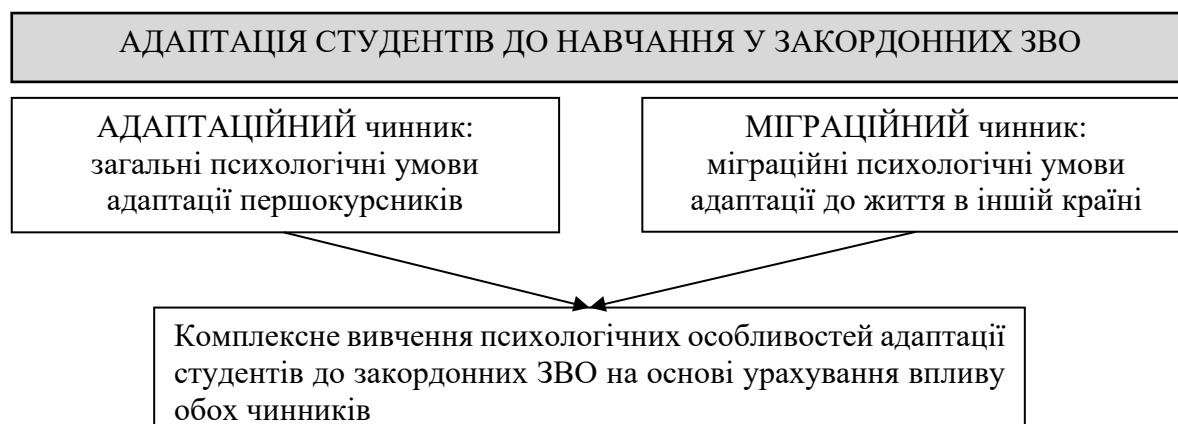 АДАПТАЦІЯ СТУДЕНТІВ ДО НАВЧАННЯ У ЗАКОРДОННИХ ЗВО
АДАПТАЦІЙНИЙ чинник:
загальні психологічні умови
адаптації першокурсників
МІГРАЦІЙНИЙ чинник:
міграційні психологічні умови
адаптації до життя в іншій країні
Комплексне вивчення психологічних особливостей адаптації
студентів до закордонних ЗВО на основі урахування впливу
обох чинників